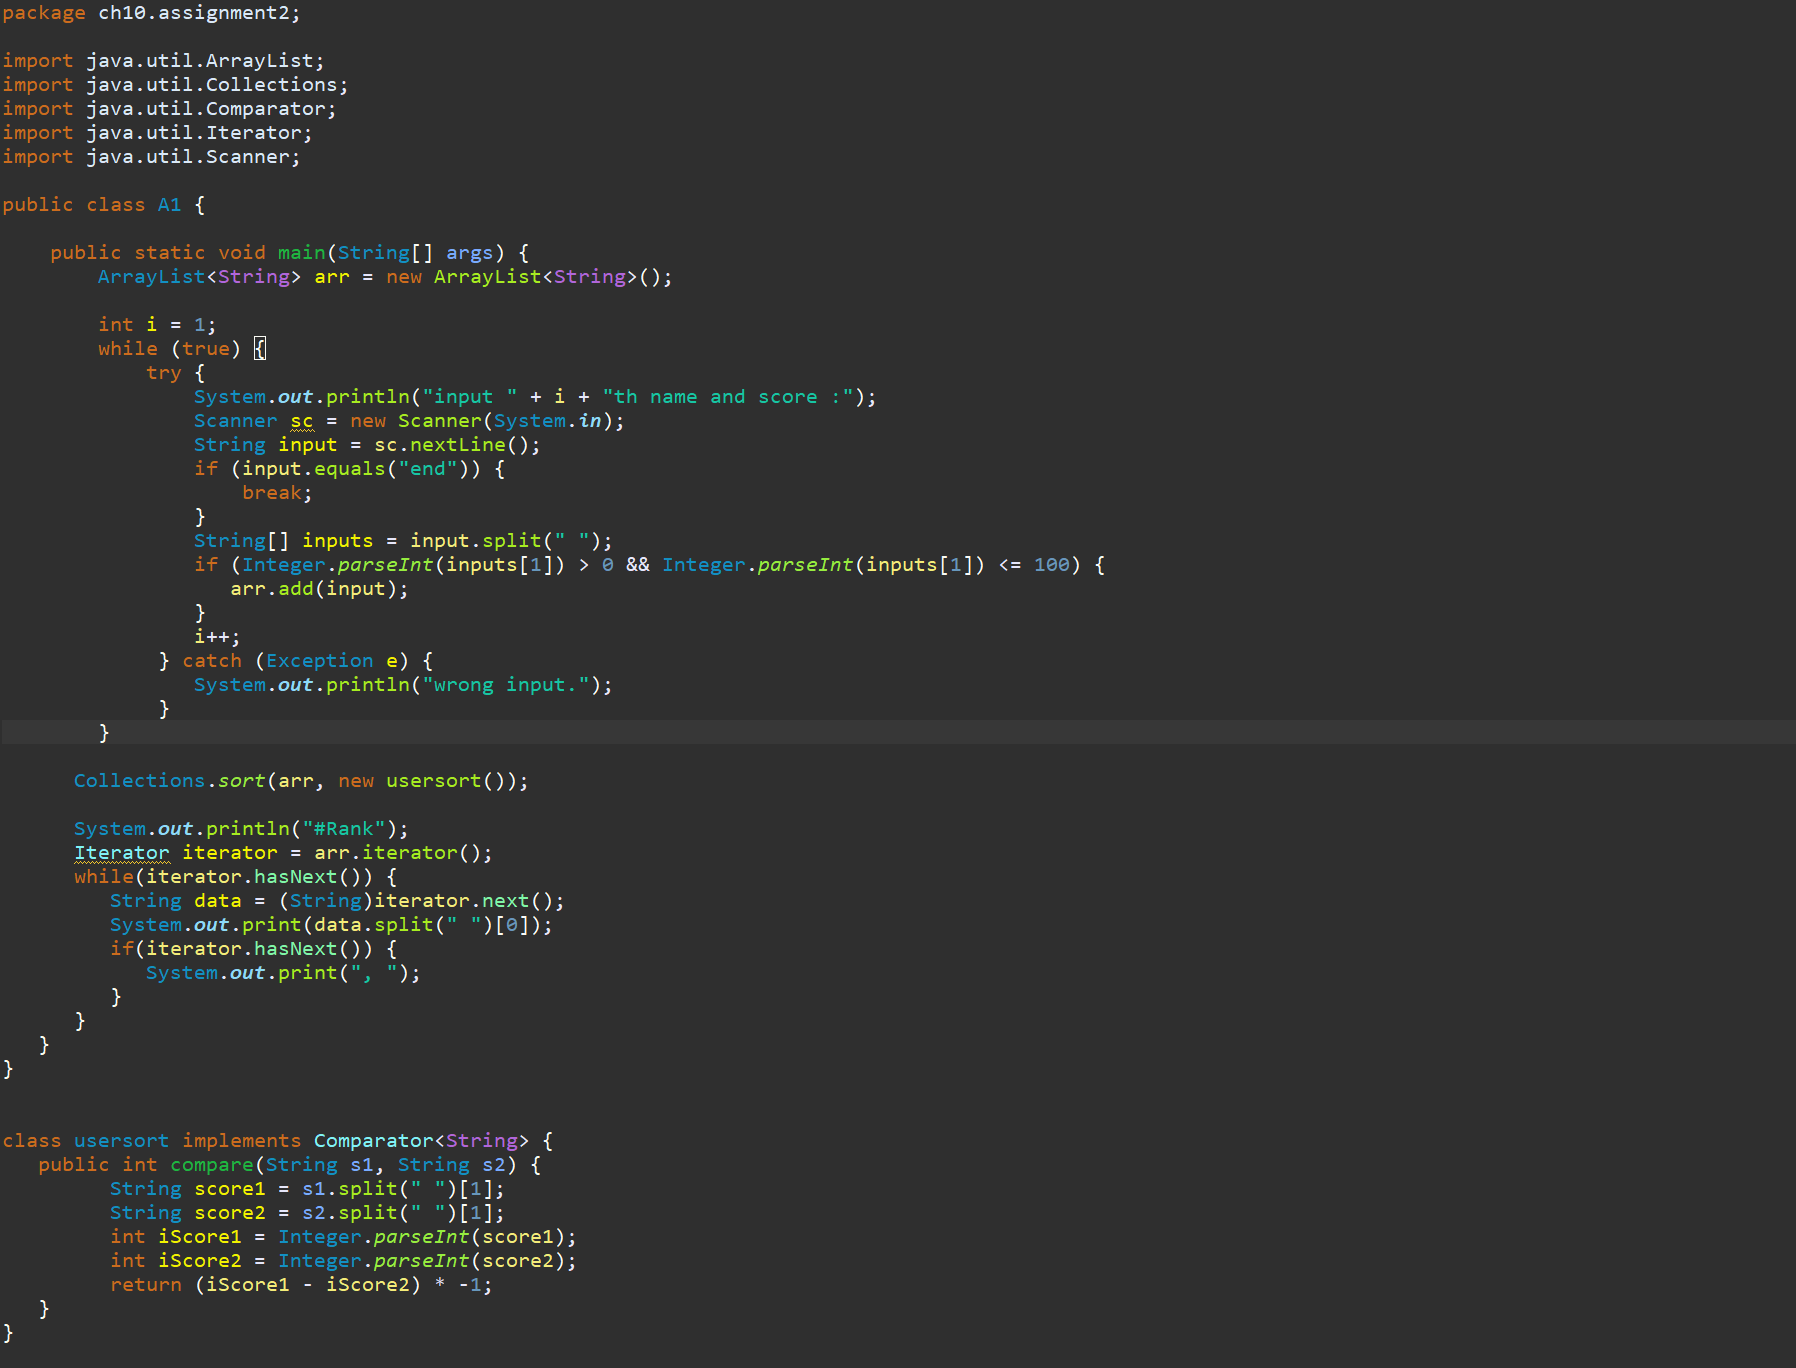 package ch10.assignment2;
import java.util.ArrayList;
import java.util.Collections;
import java.util.Comparator;
import java.util.Iterator;
import java.util.Scanner;
public class A1 {
public static void main(String[] args) {
ArrayList<String> arr = new ArrayList<String>();
int i = 1;
while (true) {
try {
System.out.println("input " + i + "th name and score :");
Scanner sc = new Scanner(System.in);
String input = sc.nextLine();
if (input.equals("end")) {
break;
}
String[] inputs = input.split(" ");
if (Integer.parseInt(inputs[1]) > 0 && Integer.parseInt(inputs[1]) <= 100) {
arr.add(input);
}
i++;
} catch (Exception e) {
System.out.println("wrong input.");
}
}
Collections.sort(arr, new usersort());
System.out.println("#Rank");
Iterator iterator = arr.iterator();
while(iterator.hasNext()) {
String data = (String)iterator.next();
System.out.print(data.split(" ")[0]);
if(iterator.hasNext()) {
System.out.print(", ");
}
}
}
}
class usersort implements Comparator<String> {
public int compare(String s1, String s2) {
String score1 = s1.split(" ")[1];
String score2 = s2.split(" ")[1];
int iScore1 = Integer.parseInt(score1);
int iScore2 = Integer.parseInt(score2);
return (iScore1 - iScore2) * -1;
}
}